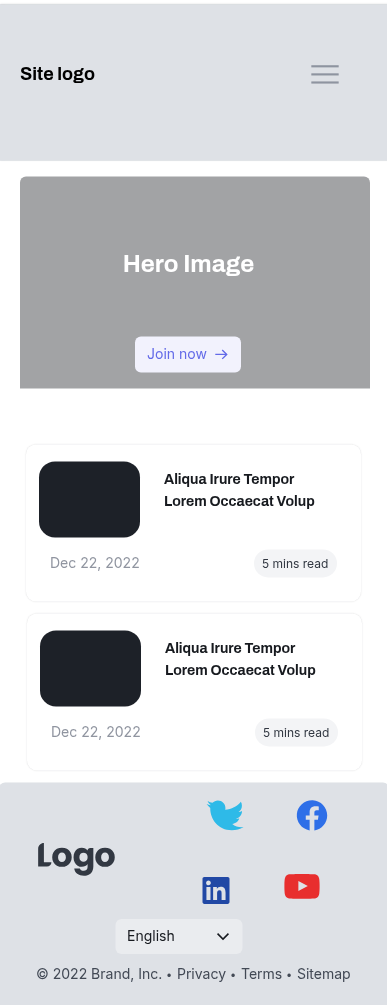 Site logo
Hero Image
Join now
Aliqua Irure Tempor
Lorem Occaecat Volup
Dec 22, 2022
5 mins read
Aliqua Irure Tempor
Lorem Occaecat Volup
Dec 22, 2022
5 mins read
Logo
in
English
© 2022 Brand, Inc. • Privacy • Terms • Sitemap